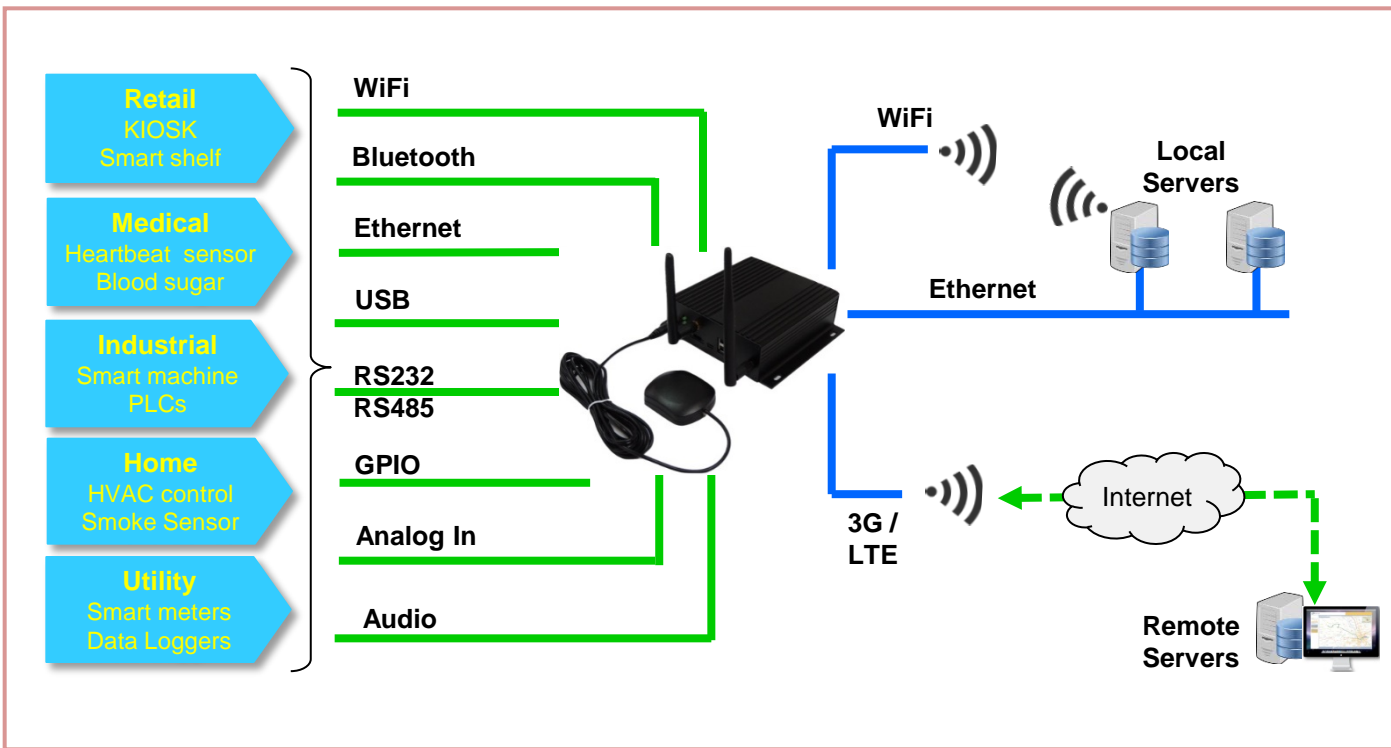 Retail
KIOSK
Smart shelf
Medical
Heartbeat sensor
Blood sugar
Industrial
Smart machine
PLCs
Home
HVAC control
Smoke Sensor
Utility
Smart meters
Data Loggers
WiFi
Bluetooth
Ethernet
USB
RS232
RS485
GPIO
Analog In
Audio
WiFi
Local
Servers
Ethernet
3G /
LTE
Internet
Remote
Servers